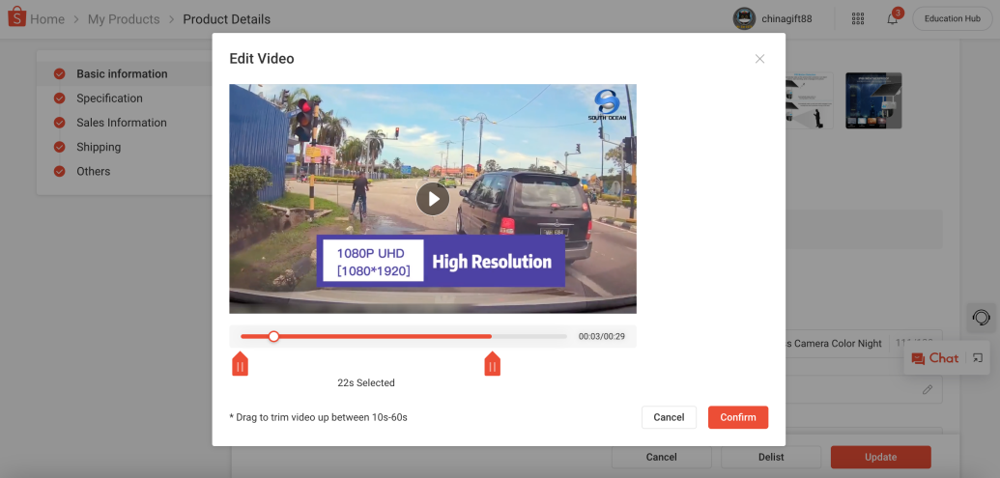 S
Home > My Products > Product Details
chinagift88
3
Education Hub
Basic information
Specification
Sales Information
Shipping
Others
Edit Video
SOUTH OCEAN
1080P UHD
[1080*1920]
High Resolution
00:03/00:29
22s Selected
* Drag to trim video up between 10s-60s
Cancel
Confirm
s Camera Color Night
Chat
Cancel
Delist
Update